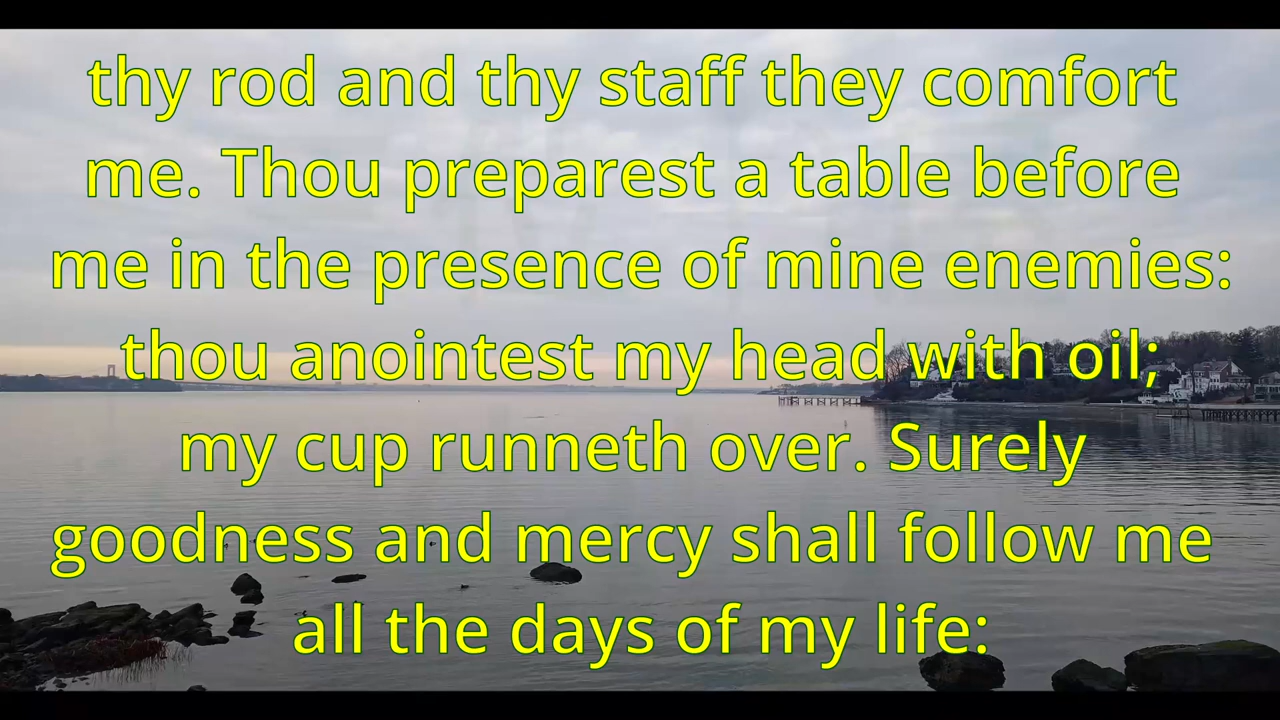 thy rod and thy staff they comfort
me. Thou preparest a table before
me in the presence of mine enemies:
thou anointest my head with oil;
my cup runneth over. Surely
goodness and mercy shall follow me
all the days of my life: